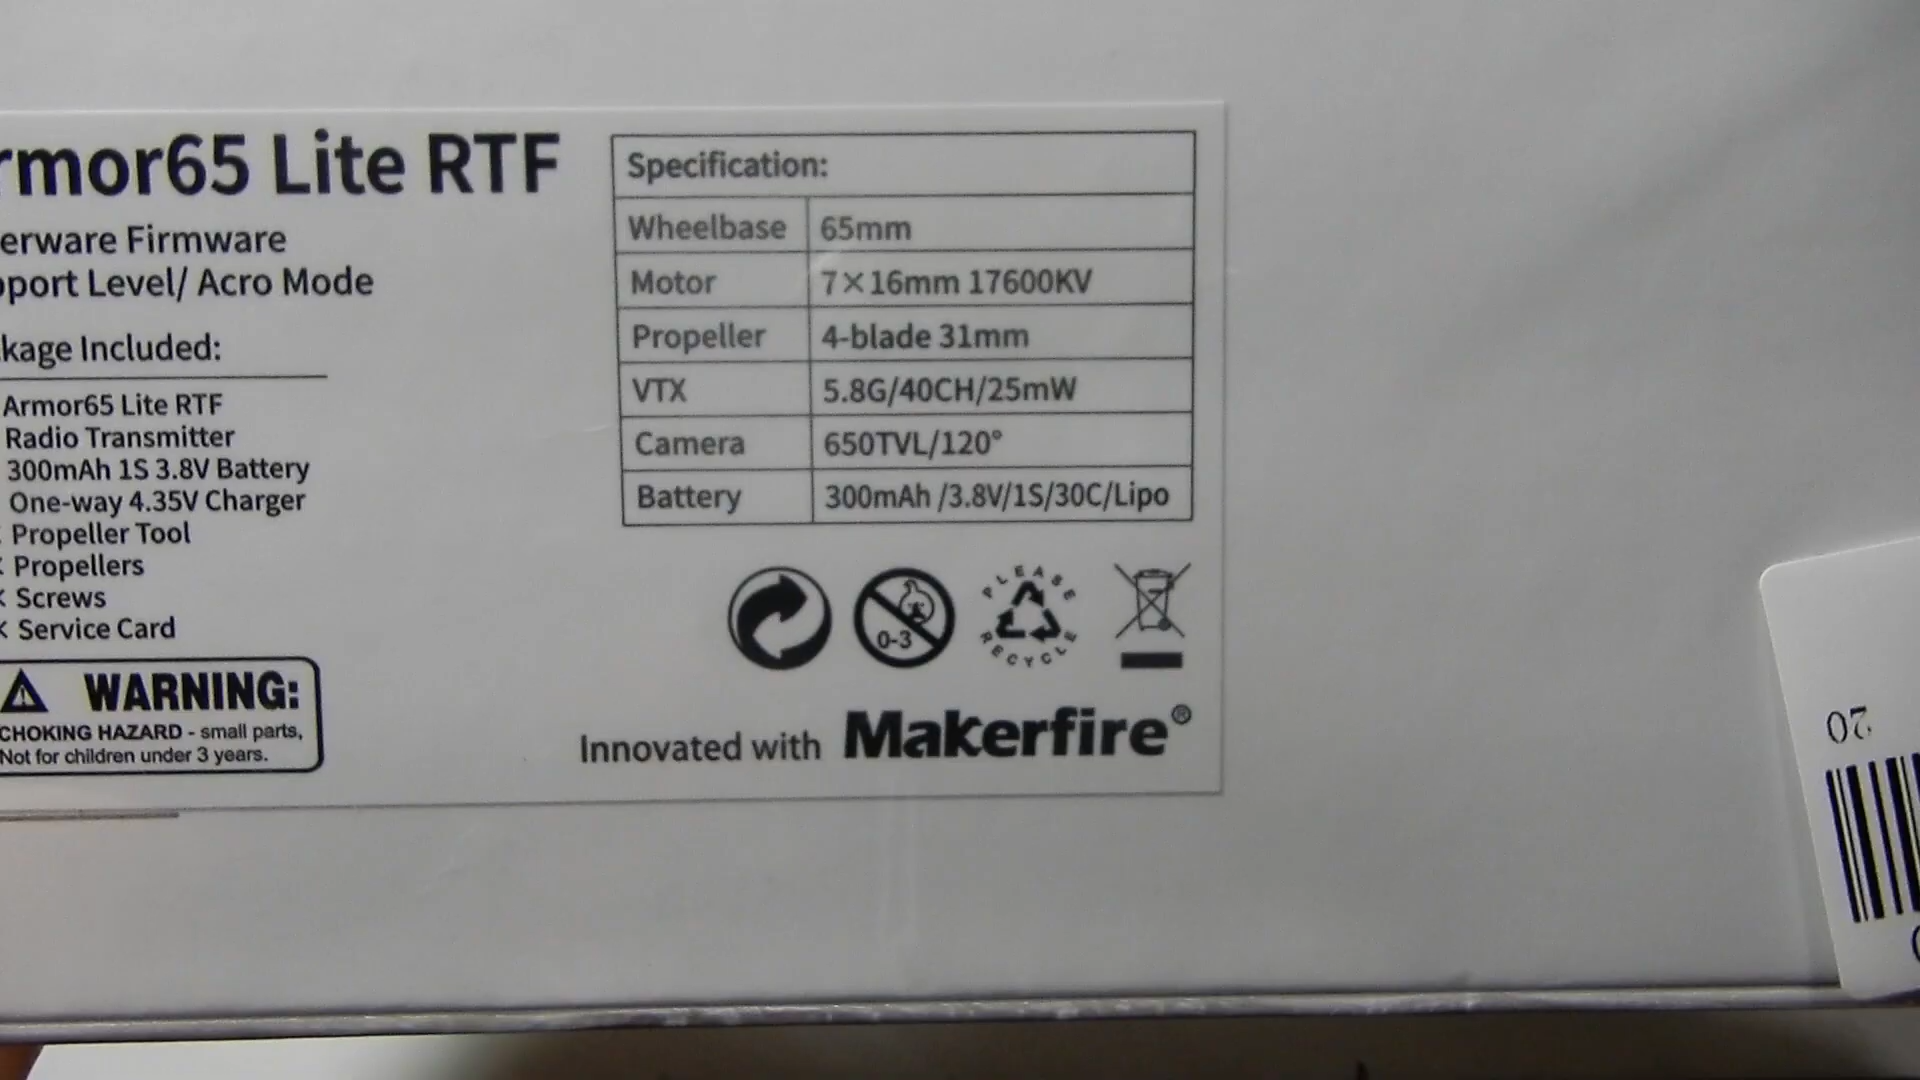 rmor65 Lite RTF
erware Firmware
pport Level/ Acro Mode
kage Included:
Armor65 Lite RTF
Radio Transmitter
300mAh 1S 3.8V Battery
One-way 4.35V Charger
Propeller Tool
× Propellers
× Screws
× Service Card
WARNING:
CHOKING HAZARD - small parts,
Not for children under 3 years.
Specification:
Wheelbase 65mm
Motor 7×16mm 17600KV
Propeller 4-blade 31mm
VTX 5.8G/40CH/25mW
Camera 650TVL/120°
Battery 300mAh /3.8V/1S/30C/Lipo
0-3
PLEASE RECYCLE
Innovated with Makerfire®